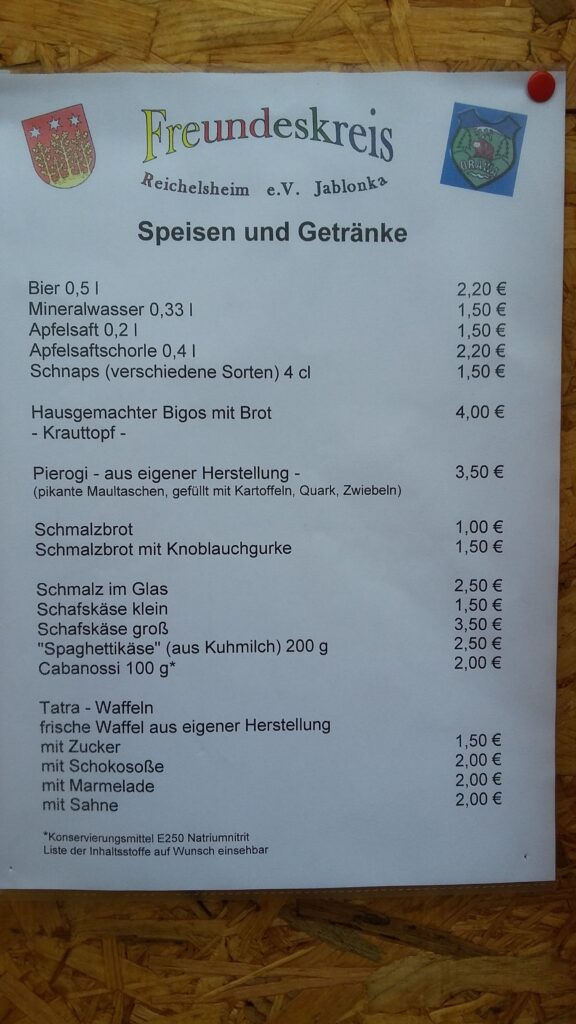 Freundeskreis
Reichelsheim e.V. Jablonka
Speisen und Getränke
Bier 0,5 l 2,20 €
Mineralwasser 0,33 l 1,50 €
Apfelsaft 0,2 l 1,50 €
Apfelsaftschorle 0,4 l 2,20 €
Schnaps (verschiedene Sorten) 4 cl 1,50 €
Hausgemachter Bigos mit Brot 4,00 €
- Krauttopf -
Pierogi - aus eigener Herstellung - 3,50 €
(pikante Maultaschen, gefüllt mit Kartoffeln, Quark, Zwiebeln)
Schmalzbrot 1,00 €
Schmalzbrot mit Knoblauchgurke 1,50 €
Schmalz im Glas 2,50 €
Schafskäse klein 1,50 €
Schafskäse groß 3,50 €
"Spaghettikäse" (aus Kuhmilch) 200 g 2,50 €
Cabanossi 100 g* 2,00 €
Tatra - Waffeln
frische Waffel aus eigener Herstellung
mit Zucker 1,50 €
mit Schokosoße 2,00 €
mit Marmelade 2,00 €
mit Sahne 2,00 €
*Konservierungsmittel E250 Natriumnitrit
Liste der Inhaltsstoffe auf Wunsch einsehbar